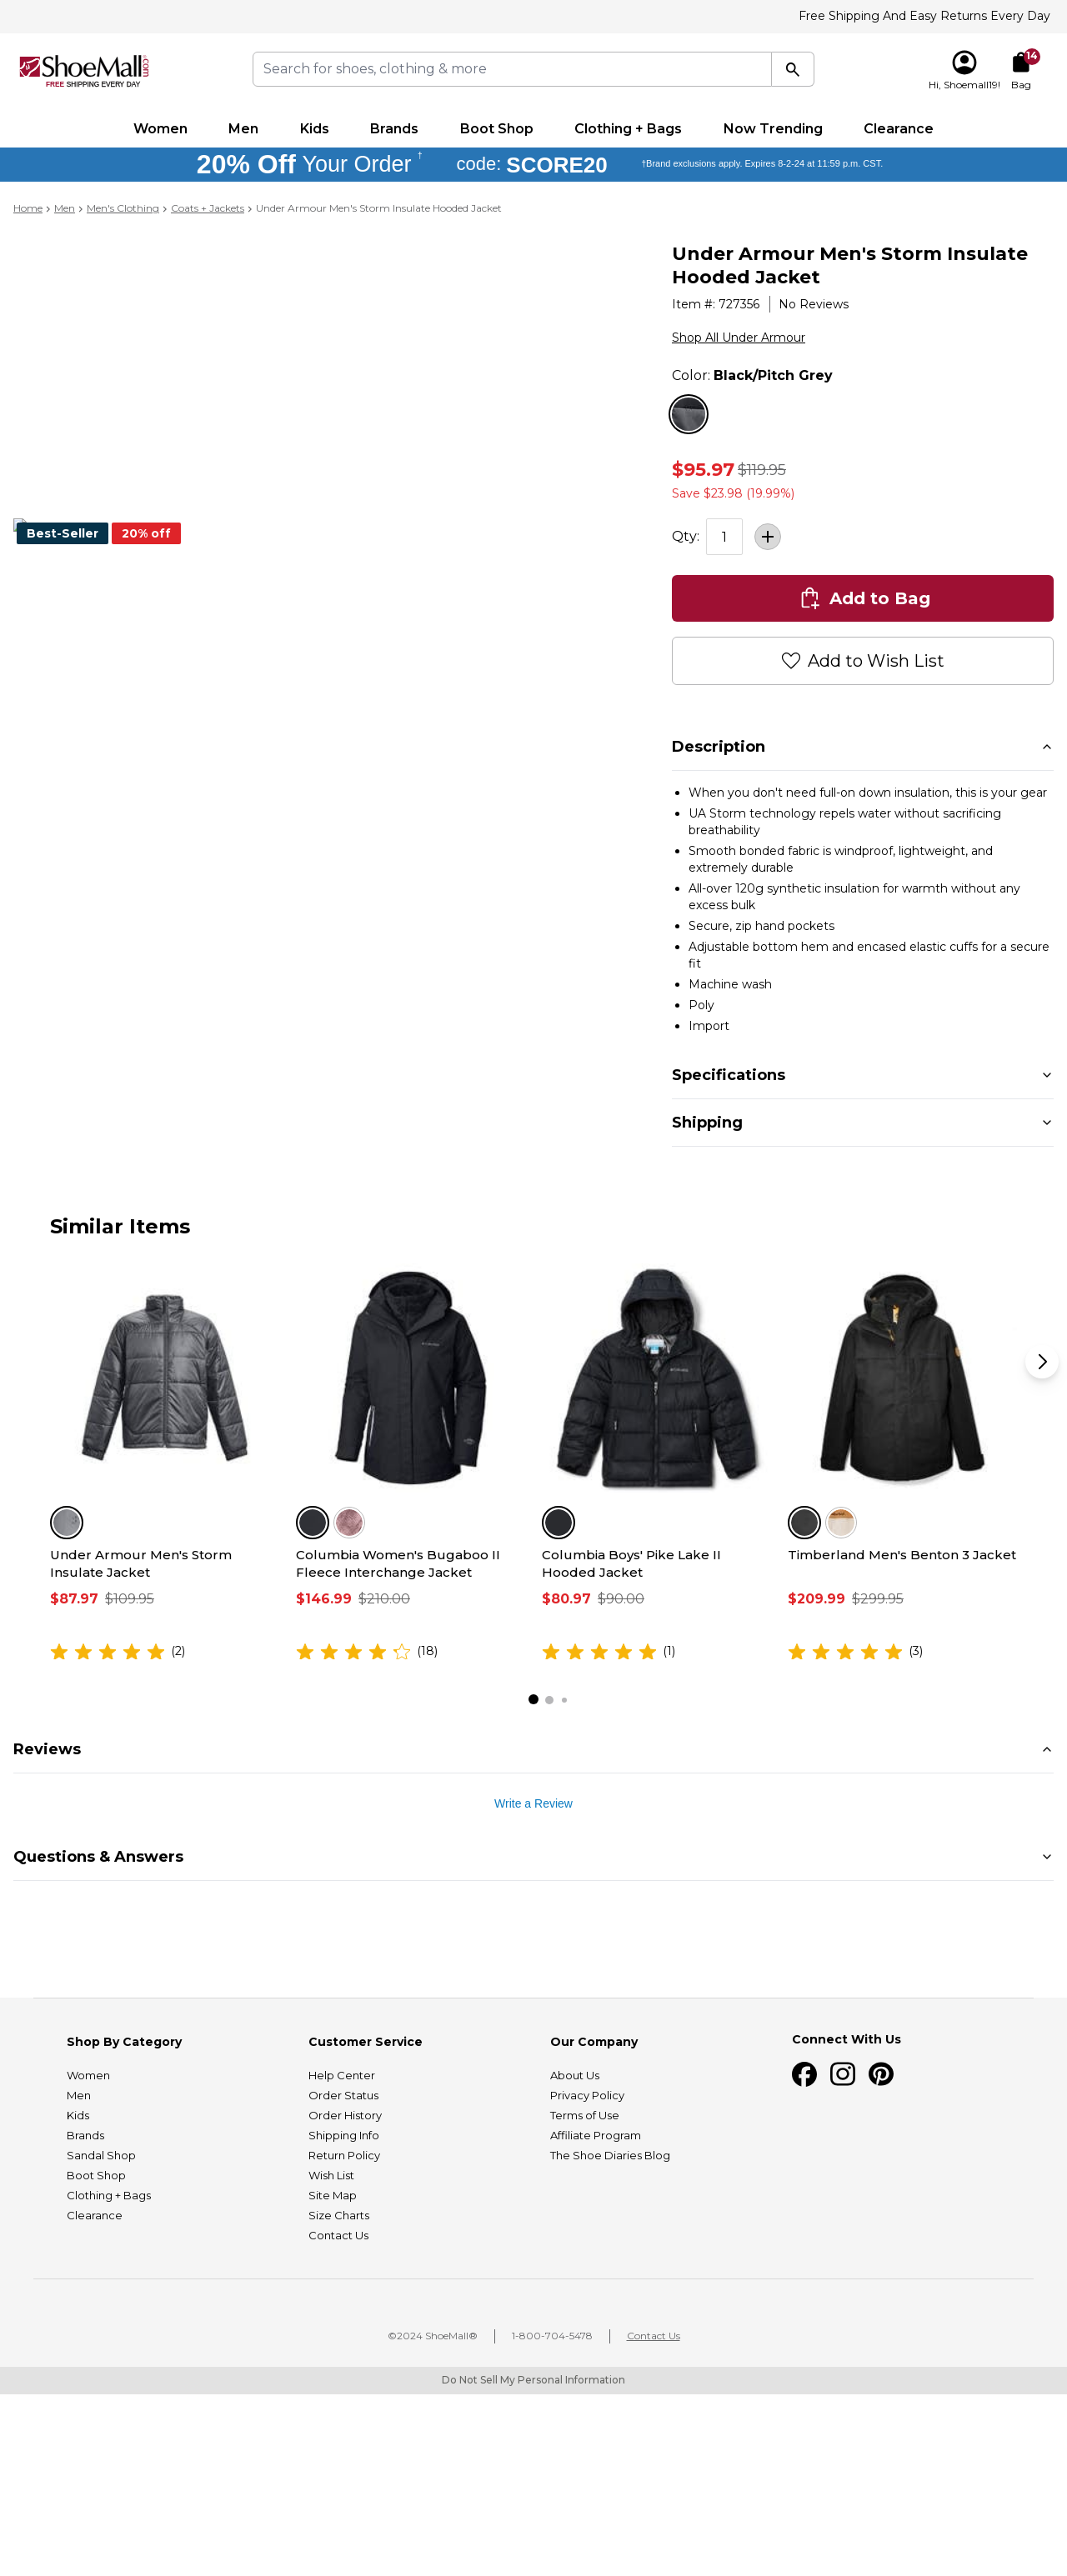 Free Shipping And Easy Returns Every Day
ShoeMall.com
FREE SHIPPING EVERY DAY
Search for shoes, clothing & more
14
Hi, Shoemall19!
Bag
Women Men Kids Brands Boot Shop Clothing + Bags Now Trending Clearance
20% Off Your Order † code: SCORE20 †Brand exclusions apply. Expires 8-2-24 at 11:59 p.m. CST.
Home > Men > Men's Clothing > Coats + Jackets > Under Armour Men's Storm Insulate Hooded Jacket
Best-Seller 20% off
Under Armour Men's Storm Insulate
Hooded Jacket
Item #: 727356 | No Reviews
Shop All Under Armour
Color: Black/Pitch Grey
$95.97 $119.95
Save $23.98 (19.99%)
Qty: 1 +
Add to Bag
Add to Wish List
Description
• When you don't need full-on down insulation, this is your gear
• UA Storm technology repels water without sacrificing
breathability
• Smooth bonded fabric is windproof, lightweight, and
extremely durable
• All-over 120g synthetic insulation for warmth without any
excess bulk
• Secure, zip hand pockets
• Adjustable bottom hem and encased elastic cuffs for a secure
fit
• Machine wash
• Poly
• Import
Specifications
Shipping
Similar Items
Under Armour Men's Storm
Insulate Jacket
$87.97 $109.95
(2)
Columbia Women's Bugaboo II
Fleece Interchange Jacket
$146.99 $210.00
(18)
Columbia Boys' Pike Lake II
Hooded Jacket
$80.97 $90.00
(1)
Timberland Men's Benton 3 Jacket
$209.99 $299.95
(3)
Reviews
Write a Review
Questions & Answers
Shop By Category
Women
Men
Kids
Brands
Sandal Shop
Boot Shop
Clothing + Bags
Clearance
Customer Service
Help Center
Order Status
Order History
Shipping Info
Return Policy
Wish List
Site Map
Size Charts
Contact Us
Our Company
About Us
Privacy Policy
Terms of Use
Affiliate Program
The Shoe Diaries Blog
Connect With Us
©2024 ShoeMall® | 1-800-704-5478 | Contact Us
Do Not Sell My Personal Information